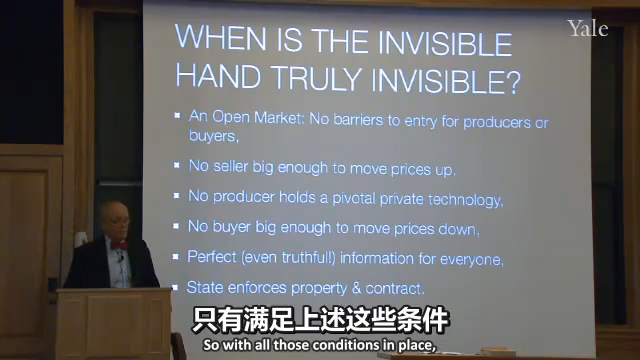 Yale
WHEN IS THE INVISIBLE
HAND TRULY INVISIBLE?
An Open Market: No barriers to entry for producers or
buyers,
No seller big enough to move prices up,
No producer holds a pivotal private technology,
No buyer big enough to move prices down,
Perfect (even truthful!) information for everyone,
State enforces property & contract.
只有满足上述这些条件
So with all those conditions in place,